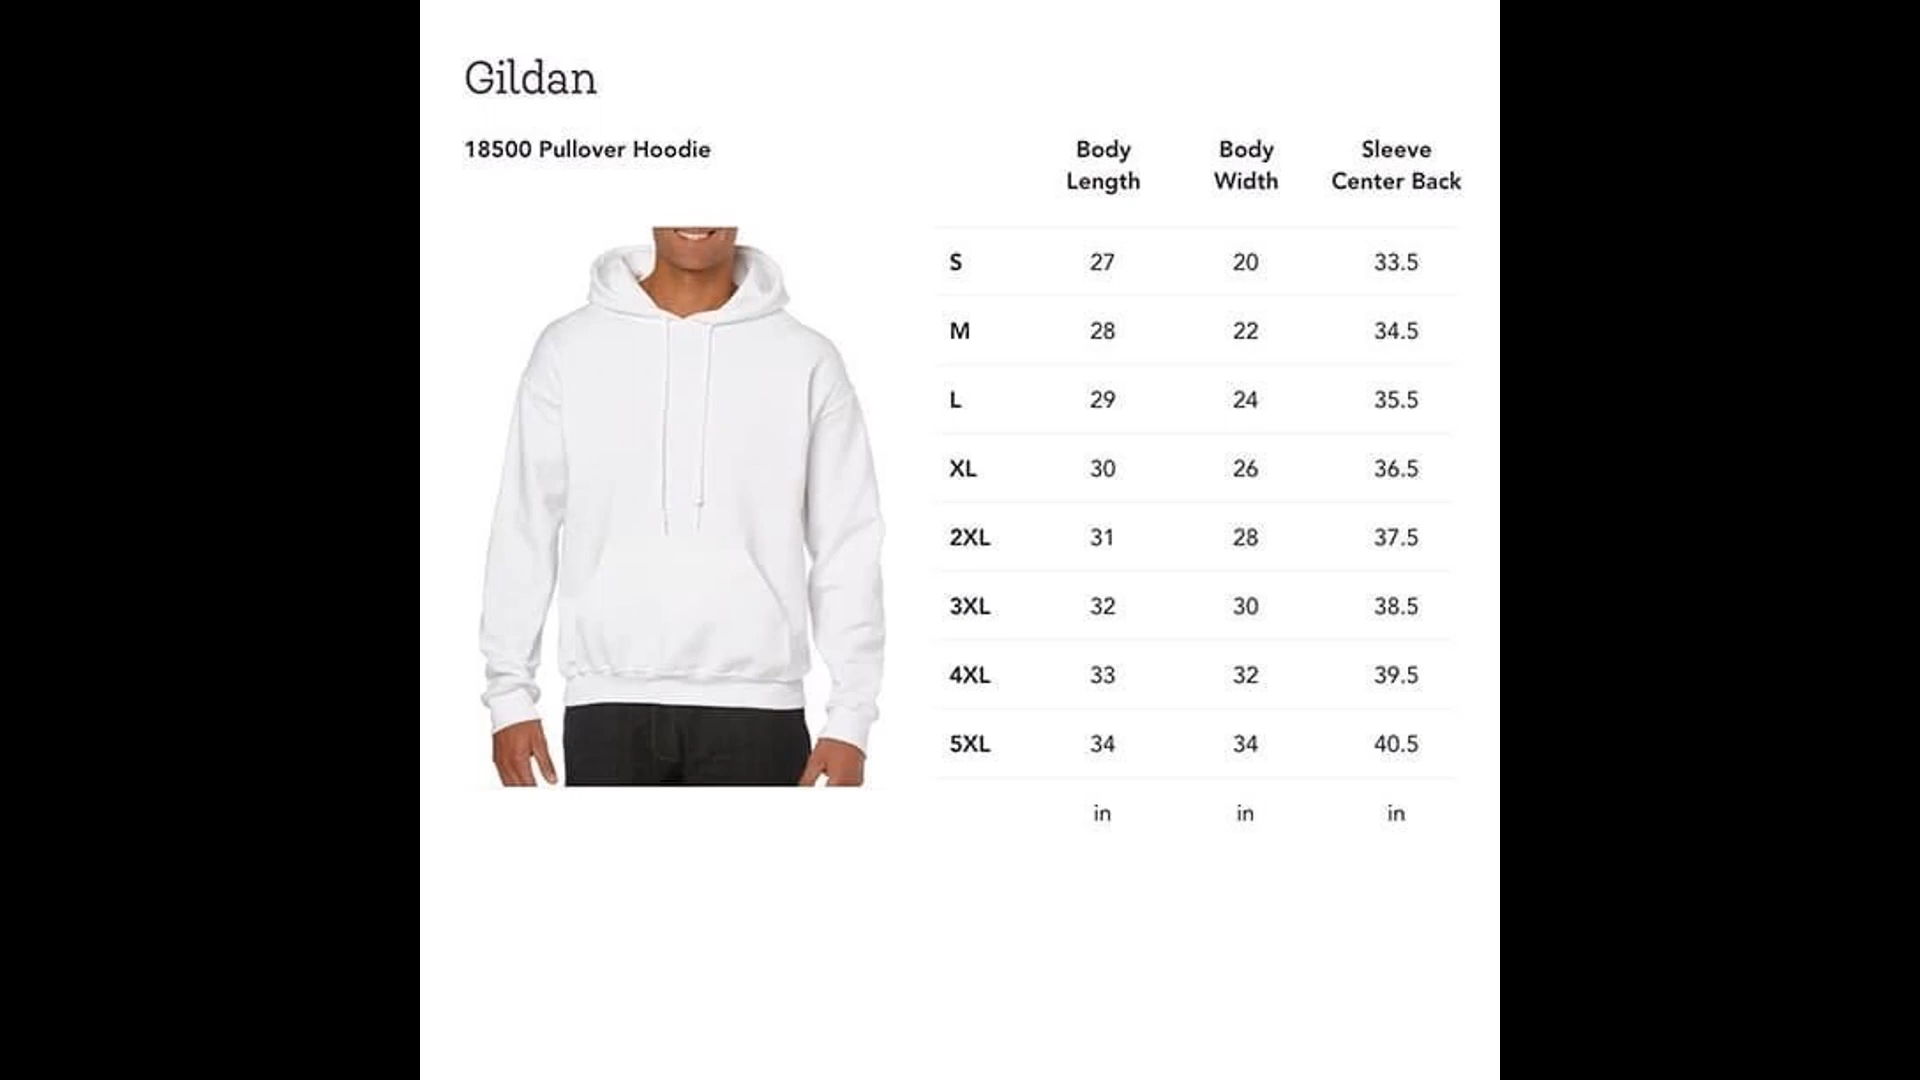 Gildan
18500 Pullover Hoodie
Body Length
Body Width
Sleeve Center Back
S 27 20 33.5
M 28 22 34.5
L 29 24 35.5
XL 30 26 36.5
2XL 31 28 37.5
3XL 32 30 38.5
4XL 33 32 39.5
5XL 34 34 40.5
in in in